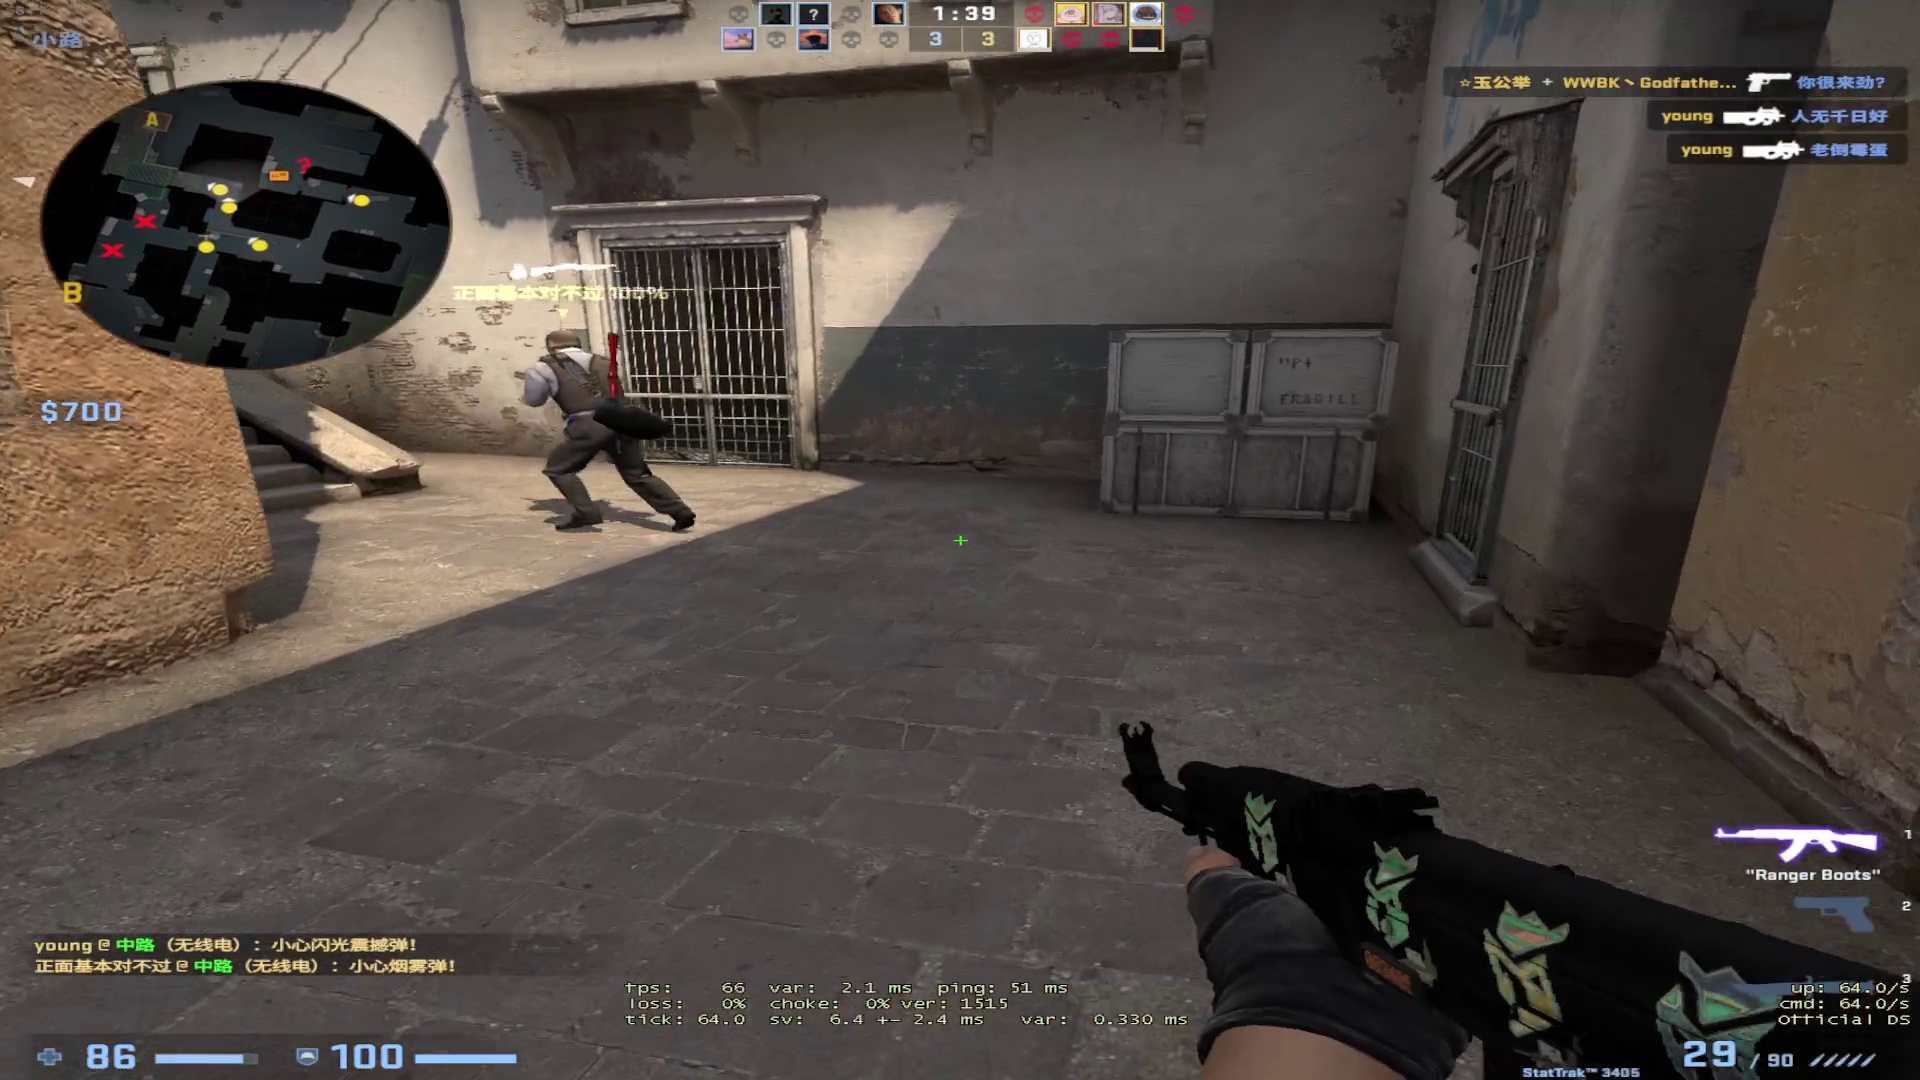 小路
1:39
?
3 3
☆玉公举 + WWBK丶Godfathe... 你很来劲?
young 人无千日好
young 老倒霉蛋
A
?
B
正面基本对不过 100%
$700
FRAGILE
1
"Ranger Boots"
2
3
young @ 中路 (无线电) : 小心闪光震撼弹!
正面基本对不过 @ 中路 (无线电) : 小心烟雾弹!
fps: 66 var: 2.1 ms ping: 51 ms
loss: 0% choke: 0% ver: 1515
tick: 64.0 sv: 6.4 +- 2.4 ms var: 0.330 ms
up: 64.0/s
cmd: 64.0/s
Official DS
86 100
29 / 90
StatTrak™ 3405